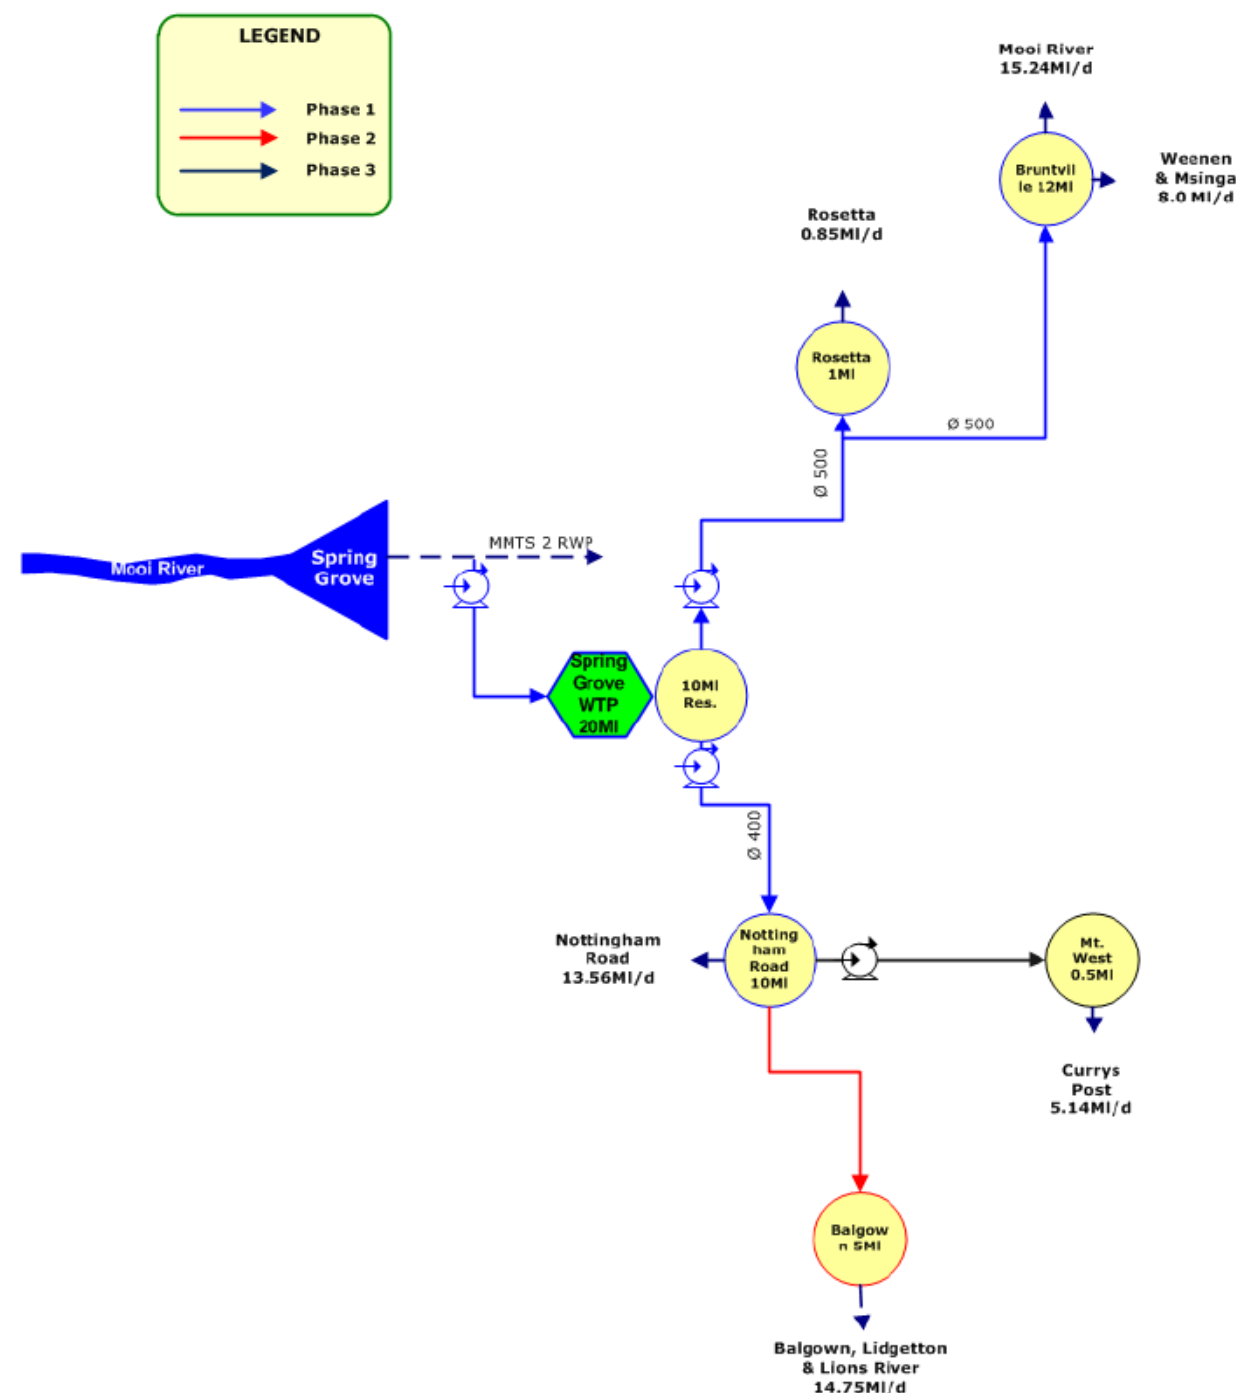 LEGEND
Phase 1
Phase 2
Phase 3
Mooi River
15.24Ml/d
Bruntvil
le 12Ml
Weenen
& Msinga
8.0 Ml/d
Rosetta
0.85Ml/d
Rosetta
1Ml
Ø 500
Ø 500
MMTS 2 RWP
Mooi River
Spring
Grove
Spring
Grove
WTP
20Ml
10Ml
Res.
Ø 400
Nottingham
Road
13.56Ml/d
Notting
ham
Road
10Ml
Mt.
West
0.5Ml
Currys
Post
5.14Ml/d
Balgow
n 5Ml
Balgown, Lidgetton
& Lions River
14.75Ml/d